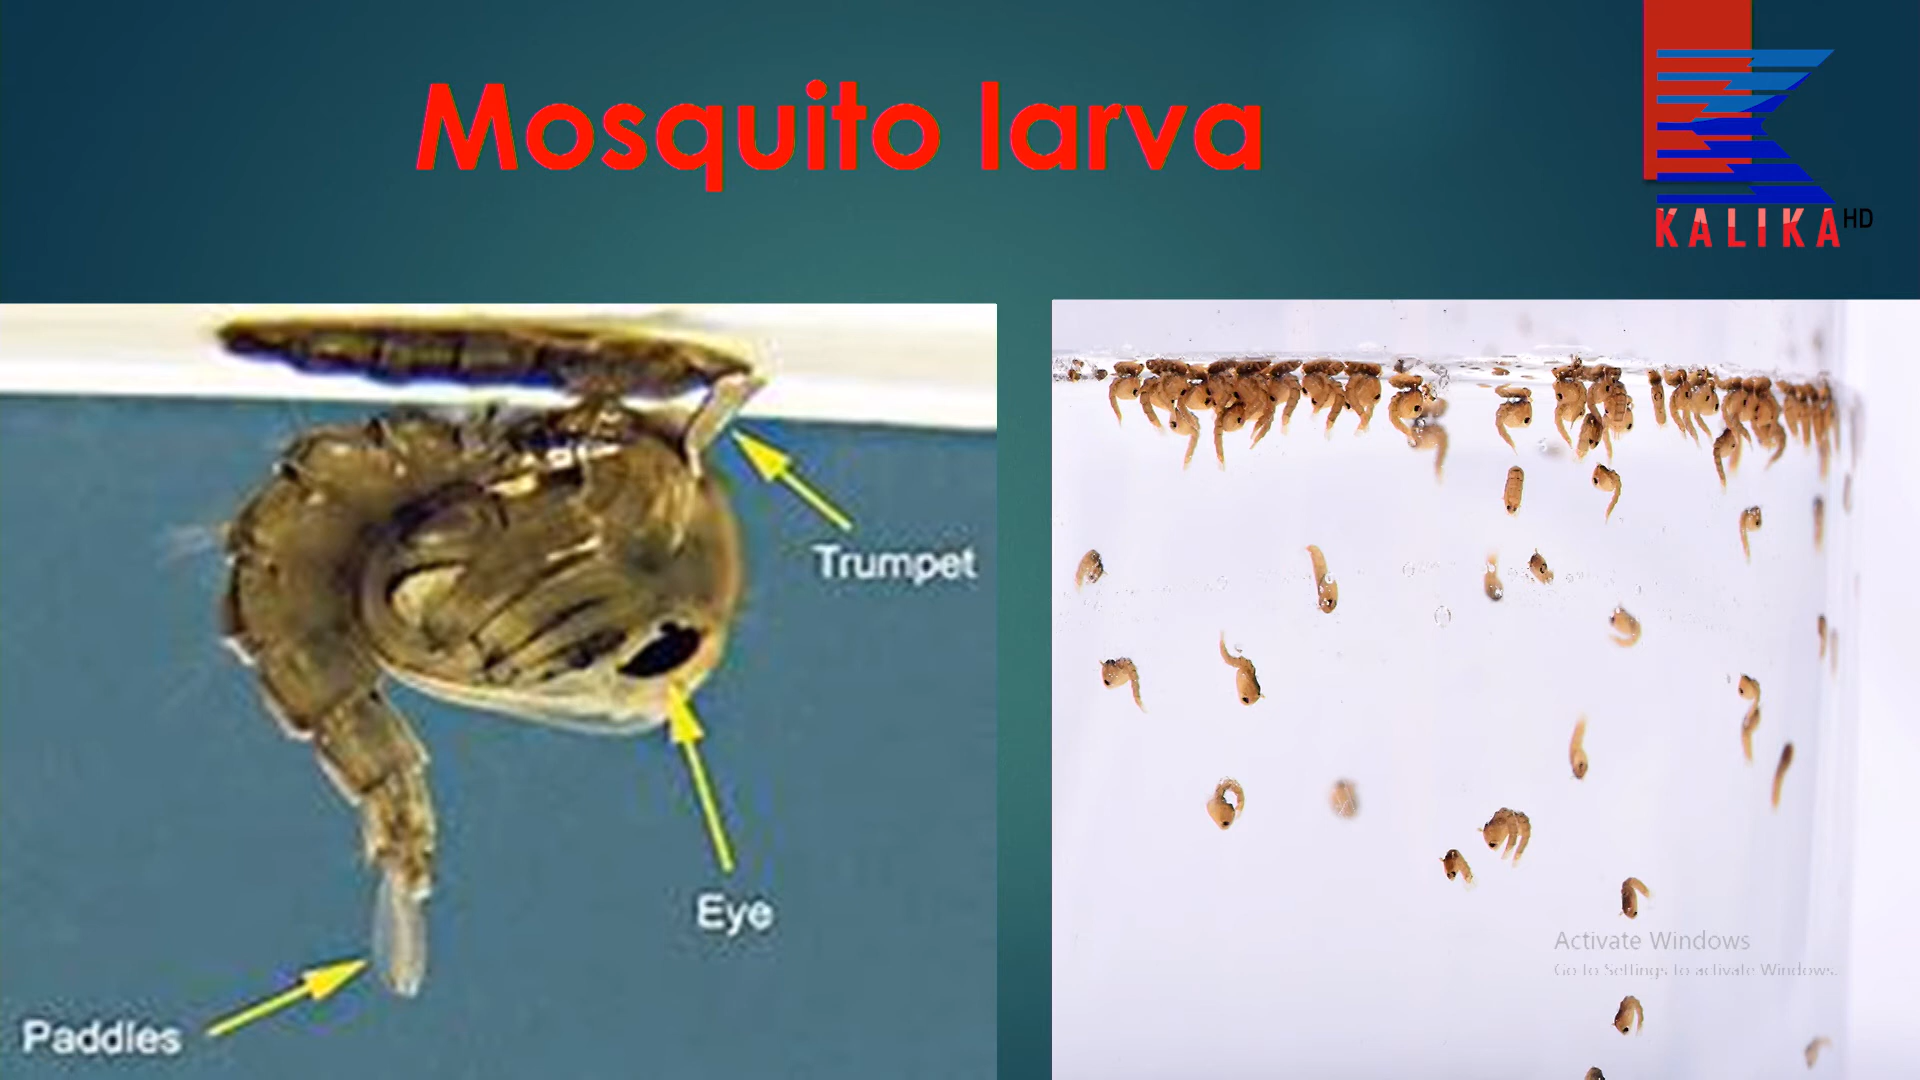 Mosquito larva
KALIKA HD
Trumpet
Eye
Paddles
Activate Windows
Go to Settings to activate Windows.